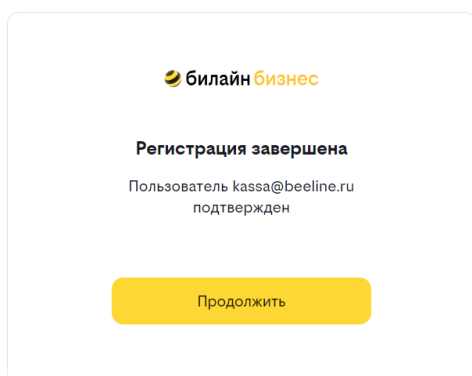 билайн бизнес
Регистрация завершена
Пользователь kassa@beeline.ru
подтвержден
Продолжить